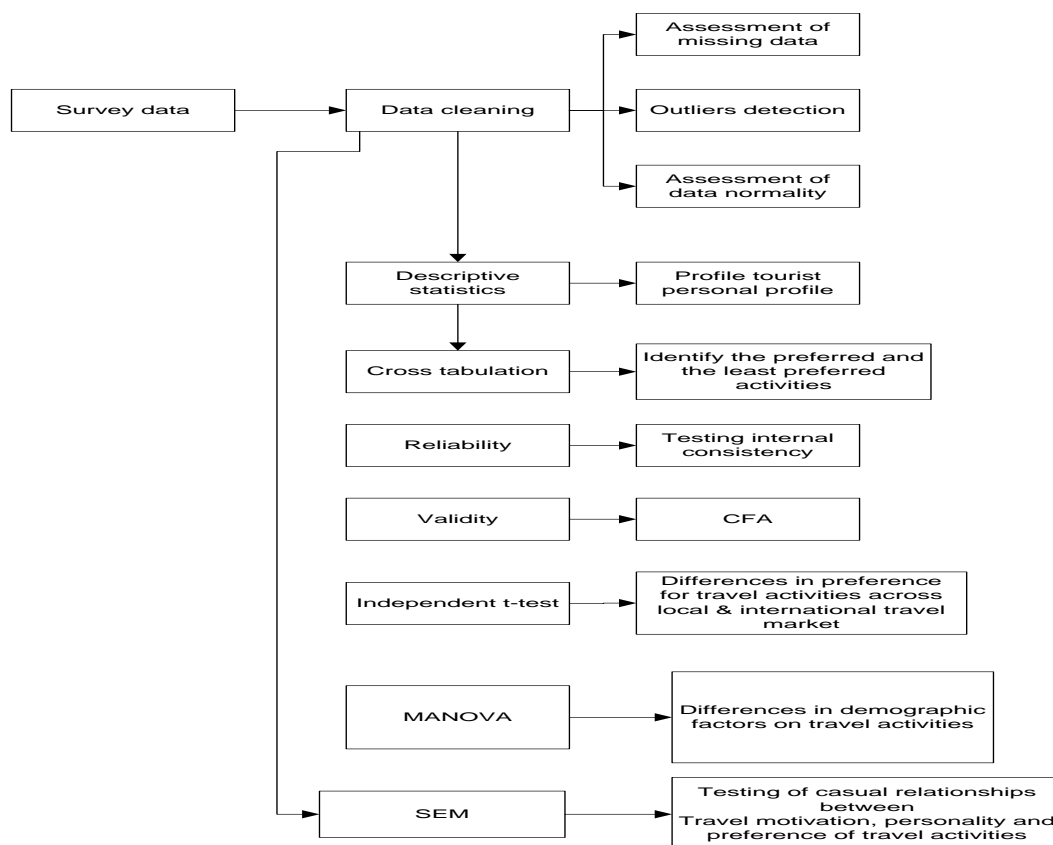 Assessment of
missing data
Survey data
Data cleaning
Outliers detection
Assessment of
data normality
Descriptive
statistics
Profile tourist
personal profile
Cross tabulation
Identify the preferred and
the least preferred
activities
Reliability
Testing internal
consistency
Validity
CFA
Independent t-test
Differences in preference
for travel activities across
local & international travel
market
MANOVA
Differences in demographic
factors on travel activities
SEM
Testing of casual relationships
between
Travel motivation, personality and
preference of travel activities